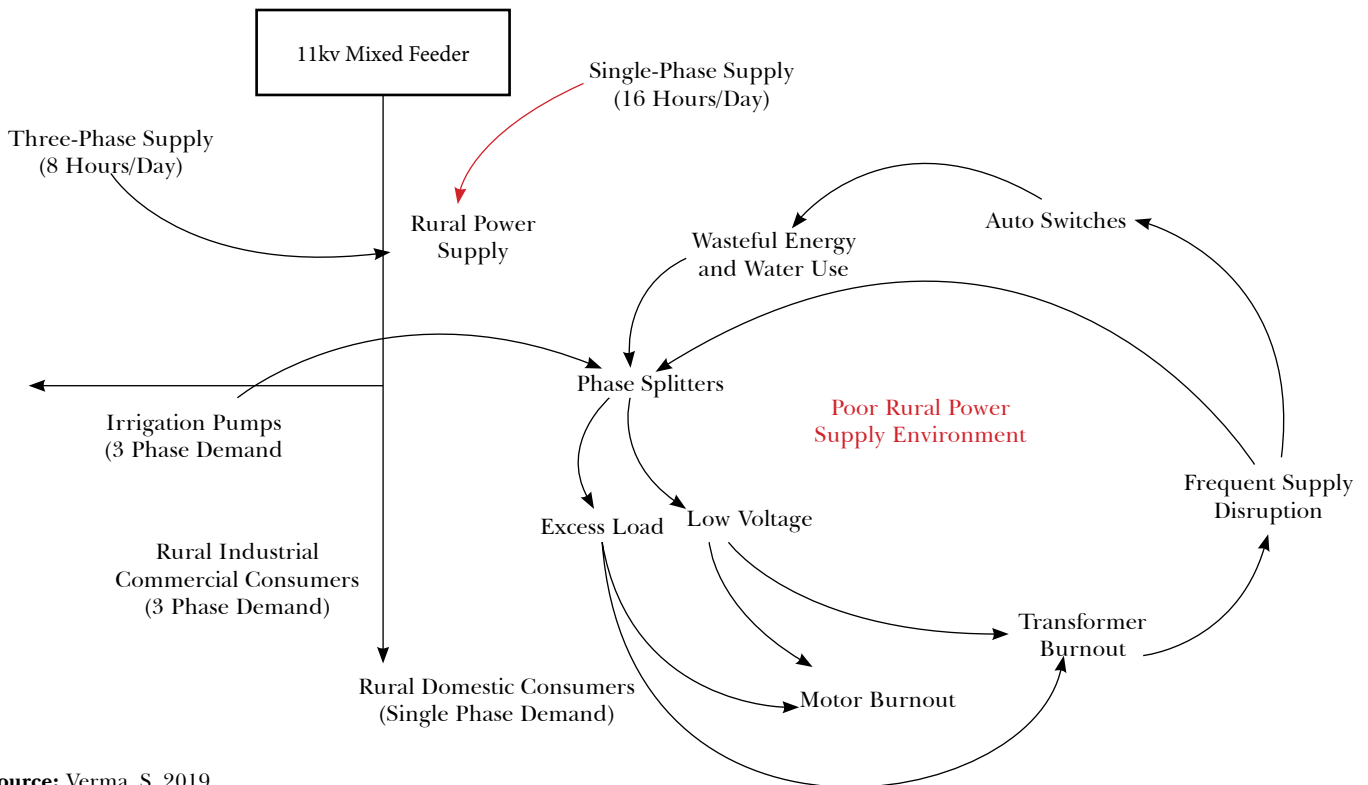 11kv Mixed Feeder
Single-Phase Supply
(16 Hours/Day)
Three-Phase Supply
(8 Hours/Day)
Rural Power
Supply
Auto Switches
Wasteful Energy
and Water Use
Phase Splitters
Irrigation Pumps
(3 Phase Demand
Poor Rural Power
Supply Environment
Frequent Supply
Disruption
Excess Load
Low Voltage
Rural Industrial
Commercial Consumers
(3 Phase Demand)
Transformer
Burnout
Rural Domestic Consumers
(Single Phase Demand)
Motor Burnout
ource: Verma, S. 2019